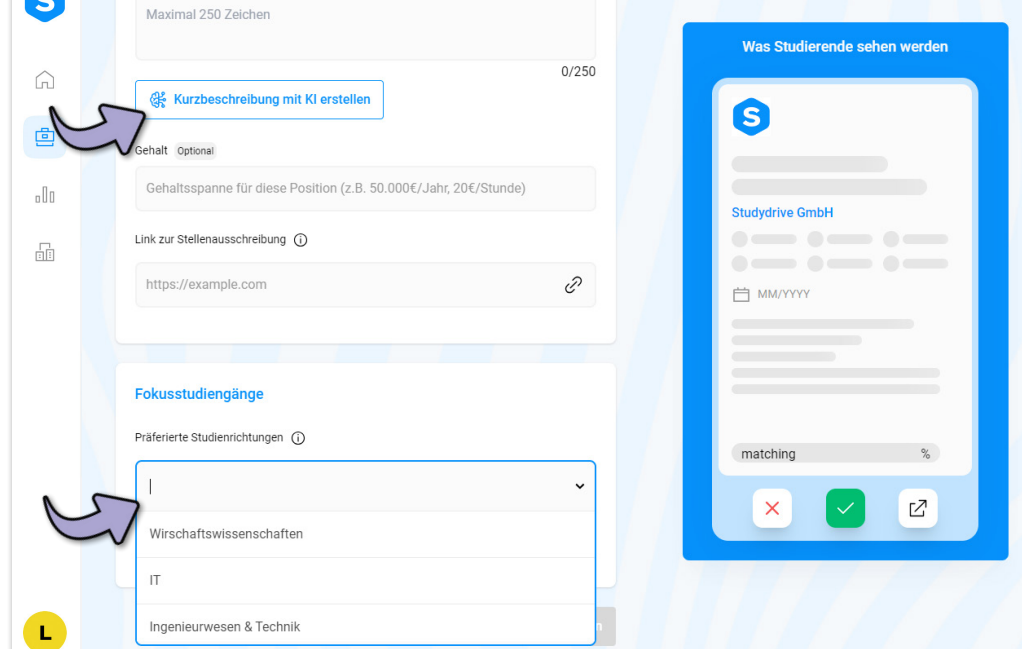 S
Maximal 250 Zeichen
0/250
Kurzbeschreibung mit KI erstellen
Gehalt Optional
Gehaltsspanne für diese Position (z.B. 50.000€/Jahr, 20€/Stunde)
Link zur Stellenausschreibung
https://example.com
Fokusstudiengänge
Präferierte Studienrichtungen
Wirschaftswissenschaften
IT
Ingenieurwesen & Technik
L
Was Studierende sehen werden
S
Studydrive GmbH
MM/YYYY
matching %